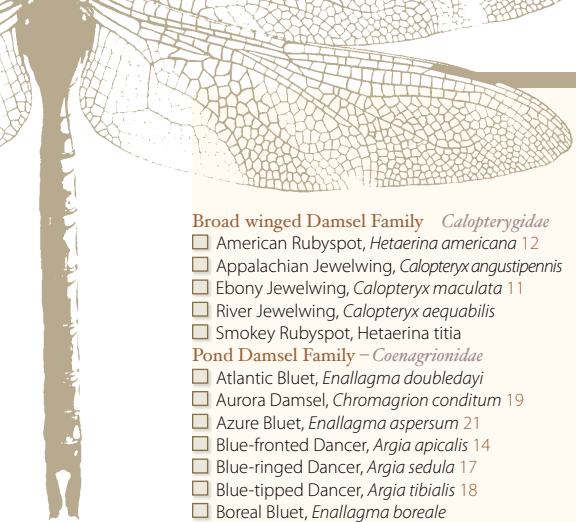 Broad winged Damsel Family Calopterygidae
American Rubyspot, Hetaerina americana 12
Appalachian Jewelwing, Calopteryx angustipennis
Ebony Jewelwing, Calopteryx maculata 11
River Jewelwing, Calopteryx aequabilis
Smokey Rubyspot, Hetaerina titia
Pond Damsel Family – Coenagrionidae
Atlantic Bluet, Enallagma doubledayi
Aurora Damsel, Chromagrion conditum 19
Azure Bluet, Enallagma aspersum 21
Blue-fronted Dancer, Argia apicalis 14
Blue-ringed Dancer, Argia sedula 17
Blue-tipped Dancer, Argia tibialis 18
Boreal Bluet, Enallagma boreale